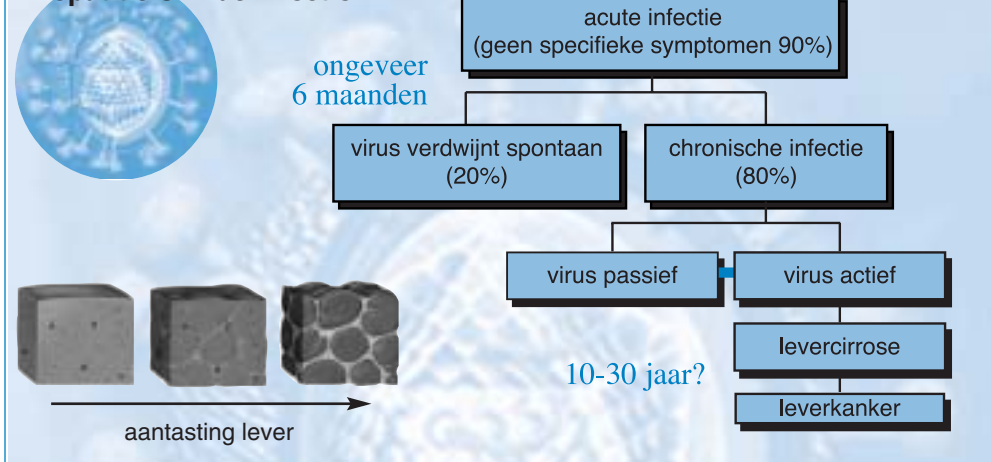 acute infectie
(geen specifieke symptomen 90%)
ongeveer
6 maanden
virus verdwijnt spontaan
(20%)
chronische infectie
(80%)
virus passief
virus actief
levercirrose
10-30 jaar?
leverkanker
aantasting lever